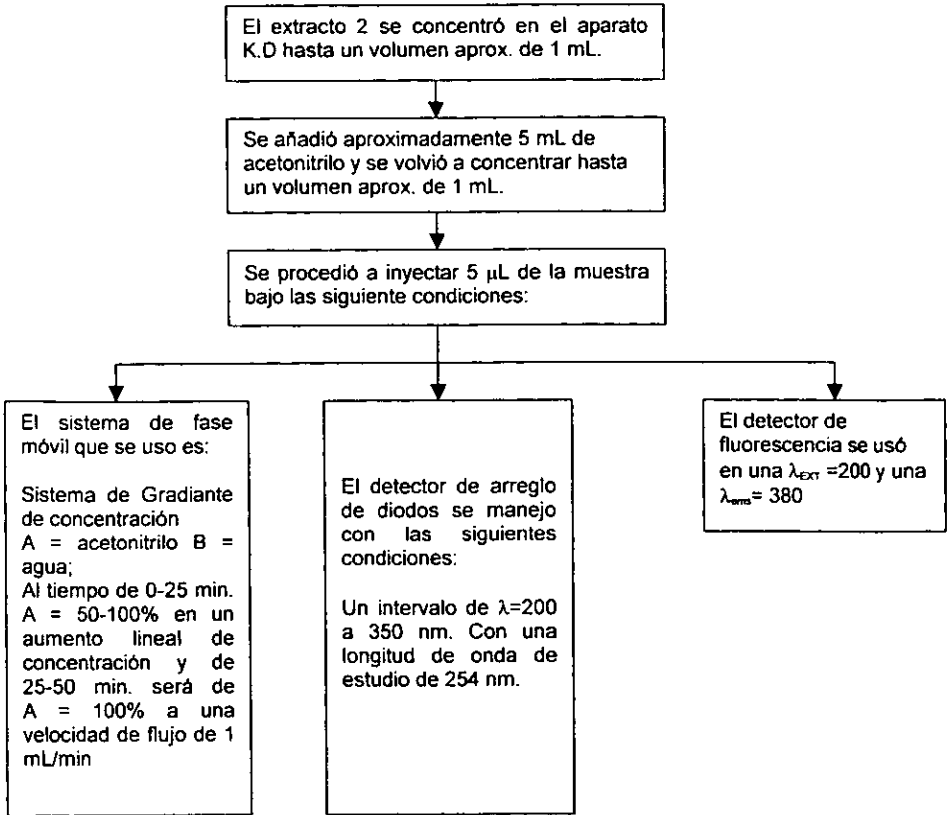 El extracto 2 se concentró en el aparato
K.D hasta un volumen aprox. de 1 mL.
Se añadió aproximadamente 5 mL de
acetonitrilo y se volvió a concentrar hasta
un volumen aprox. de 1 mL.
Se procedió a inyectar 5 µL de la muestra
bajo las siguiente condiciones:
El sistema de fase
móvil que se uso es:
Sistema de Gradiante
de concentración
A = acetonitrilo B =
agua;
Al tiempo de 0-25 min.
A = 50-100% en un
aumento lineal de
concentración y de
25-50 min. será de
A = 100% a una
velocidad de flujo de 1
mL/min
El detector de arreglo
de diodos se manejo
con las siguientes
condiciones:
Un intervalo de λ=200
a 350 nm. Con una
longitud de onda de
estudio de 254 nm.
El detector de
fluorescencia se usó
en una λEXT =200 y una
λems= 380